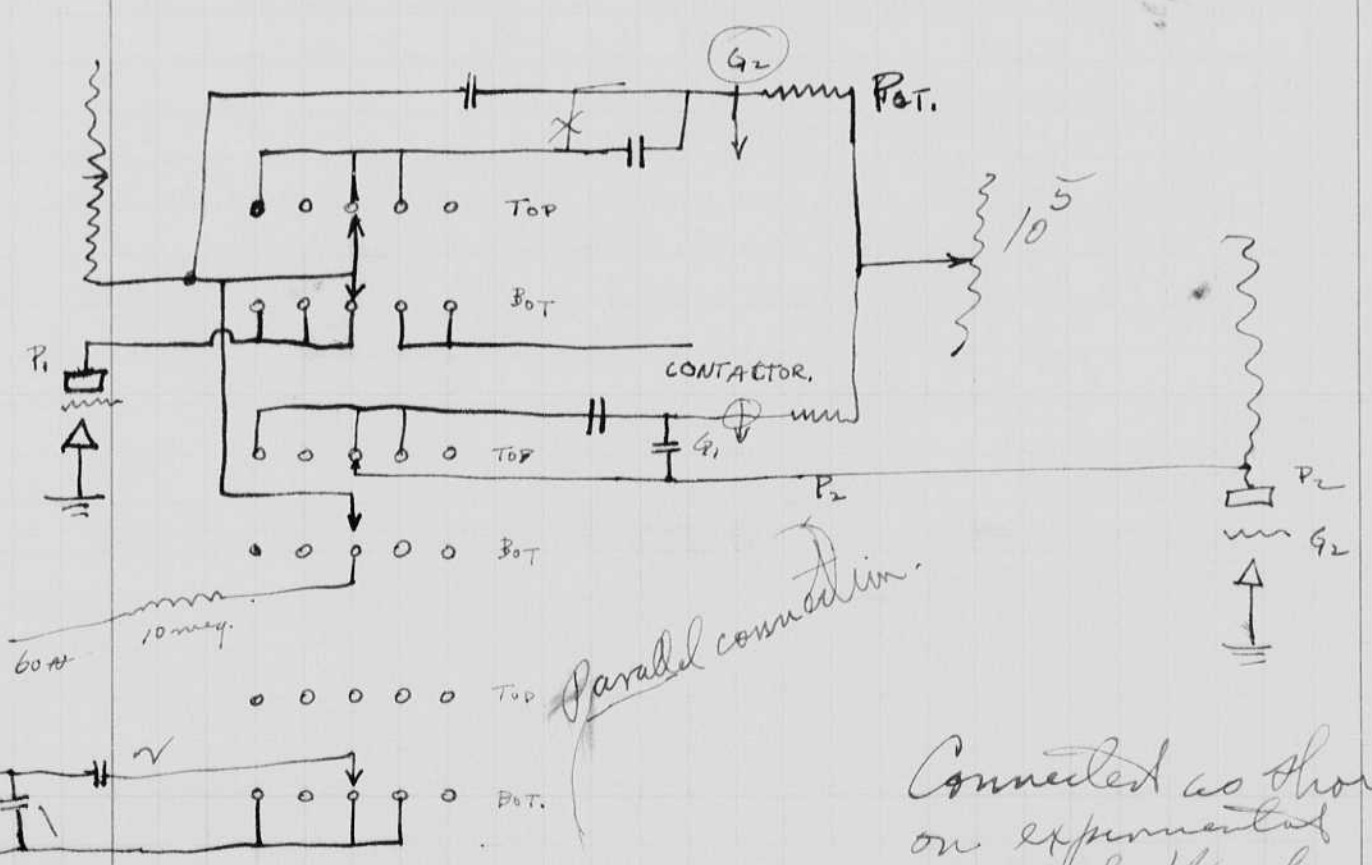 G2
POT.
TOP
10^5
BOT
P1
CONTACTOR.
TOP
G1
P2
P2
G2
BOT
10 meg.
60~
Parallel connection.
TOP
BOT.
Connected as shor
on experimental